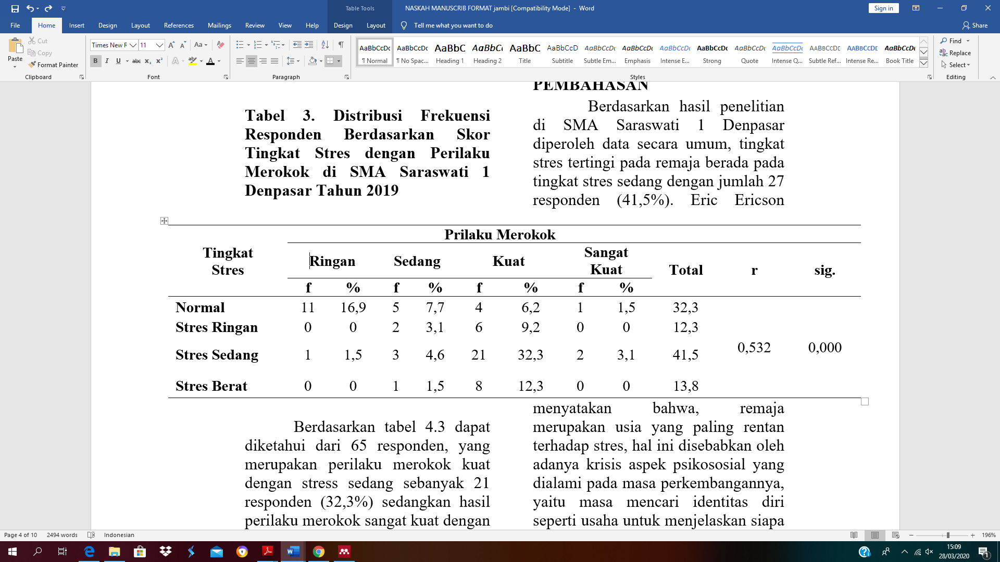 Table Tools
NASKAH MANUSCRIB FORMAT jambi [Compatibility Mode] - Word
Sign in
File Home Insert Design Layout References Mailings Review View Help Design Layout Tell me what you want to do Share
Paste
Cut
Copy
Format Painter
Clipboard
Times New R 11
Font
Paragraph
AaBbCcDc ¶ Normal
AaBbCcDc ¶ No Spac...
AaBbC Heading 1
AaBbCc Heading 2
AaBbC Title
AaBbCcD Subtitle
AaBbCcDc Subtle Em...
AaBbCcDc Emphasis
AaBbCcDc Intense E...
AaBbCcDc Strong
AaBbCcDc Quote
AaBbCcDc Intense Q...
AABBCCDE Subtle Ref...
AABBCCDE Intense Re...
AaBbCcDc Book Title
Styles
Find
Replace
Select
Editing
Tabel 3. Distribusi Frekuensi
Responden Berdasarkan Skor
Tingkat Stres dengan Perilaku
Merokok di SMA Saraswati 1
Denpasar Tahun 2019
PEMBAHASAN
Berdasarkan hasil penelitian
di SMA Saraswati 1 Denpasar
diperoleh data secara umum, tingkat
stres tertingi pada remaja berada pada
tingkat stres sedang dengan jumlah 27
responden (41,5%). Eric Ericson
Prilaku Merokok
Tingkat
Stres
Ringan Sedang Kuat Sangat
Kuat
Total r sig.
f % f % f % f %
Normal 11 16,9 5 7,7 4 6,2 1 1,5 32,3
Stres Ringan 0 0 2 3,1 6 9,2 0 0 12,3
0,532 0,000
Stres Sedang 1 1,5 3 4,6 21 32,3 2 3,1 41,5
Stres Berat 0 0 1 1,5 8 12,3 0 0 13,8
Berdasarkan tabel 4.3 dapat
diketahui dari 65 responden, yang
merupakan perilaku merokok kuat
dengan stress sedang sebanyak 21
responden (32,3%) sedangkan hasil
perilaku merokok sangat kuat dengan
menyatakan bahwa, remaja
merupakan usia yang paling rentan
terhadap stres, hal ini disebabkan oleh
adanya krisis aspek psikososial yang
dialami pada masa perkembangannya,
yaitu masa mencari identitas diri
seperti usaha untuk menjelaskan siapa
Page 4 of 10 2494 words Indonesian 196%
15:09
28/03/2020
1